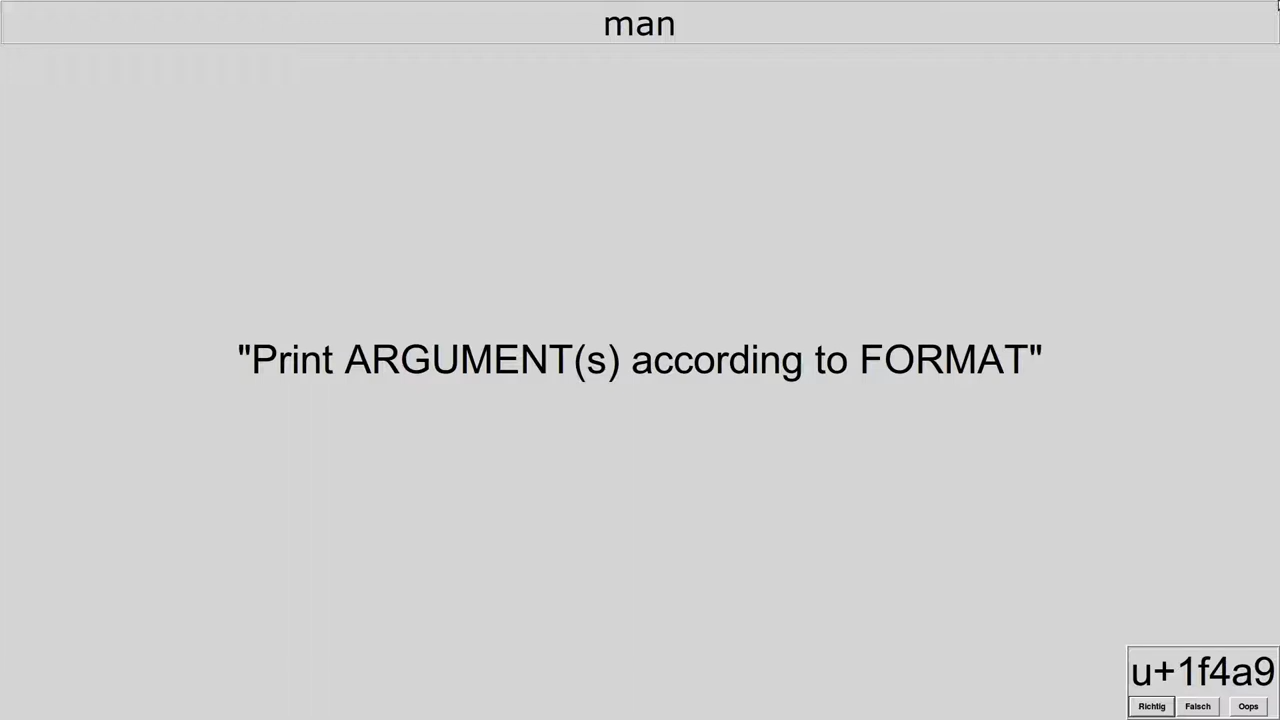 man
"Print ARGUMENT(s) according to FORMAT"
u+1f4a9
Richtig Falsch Oops